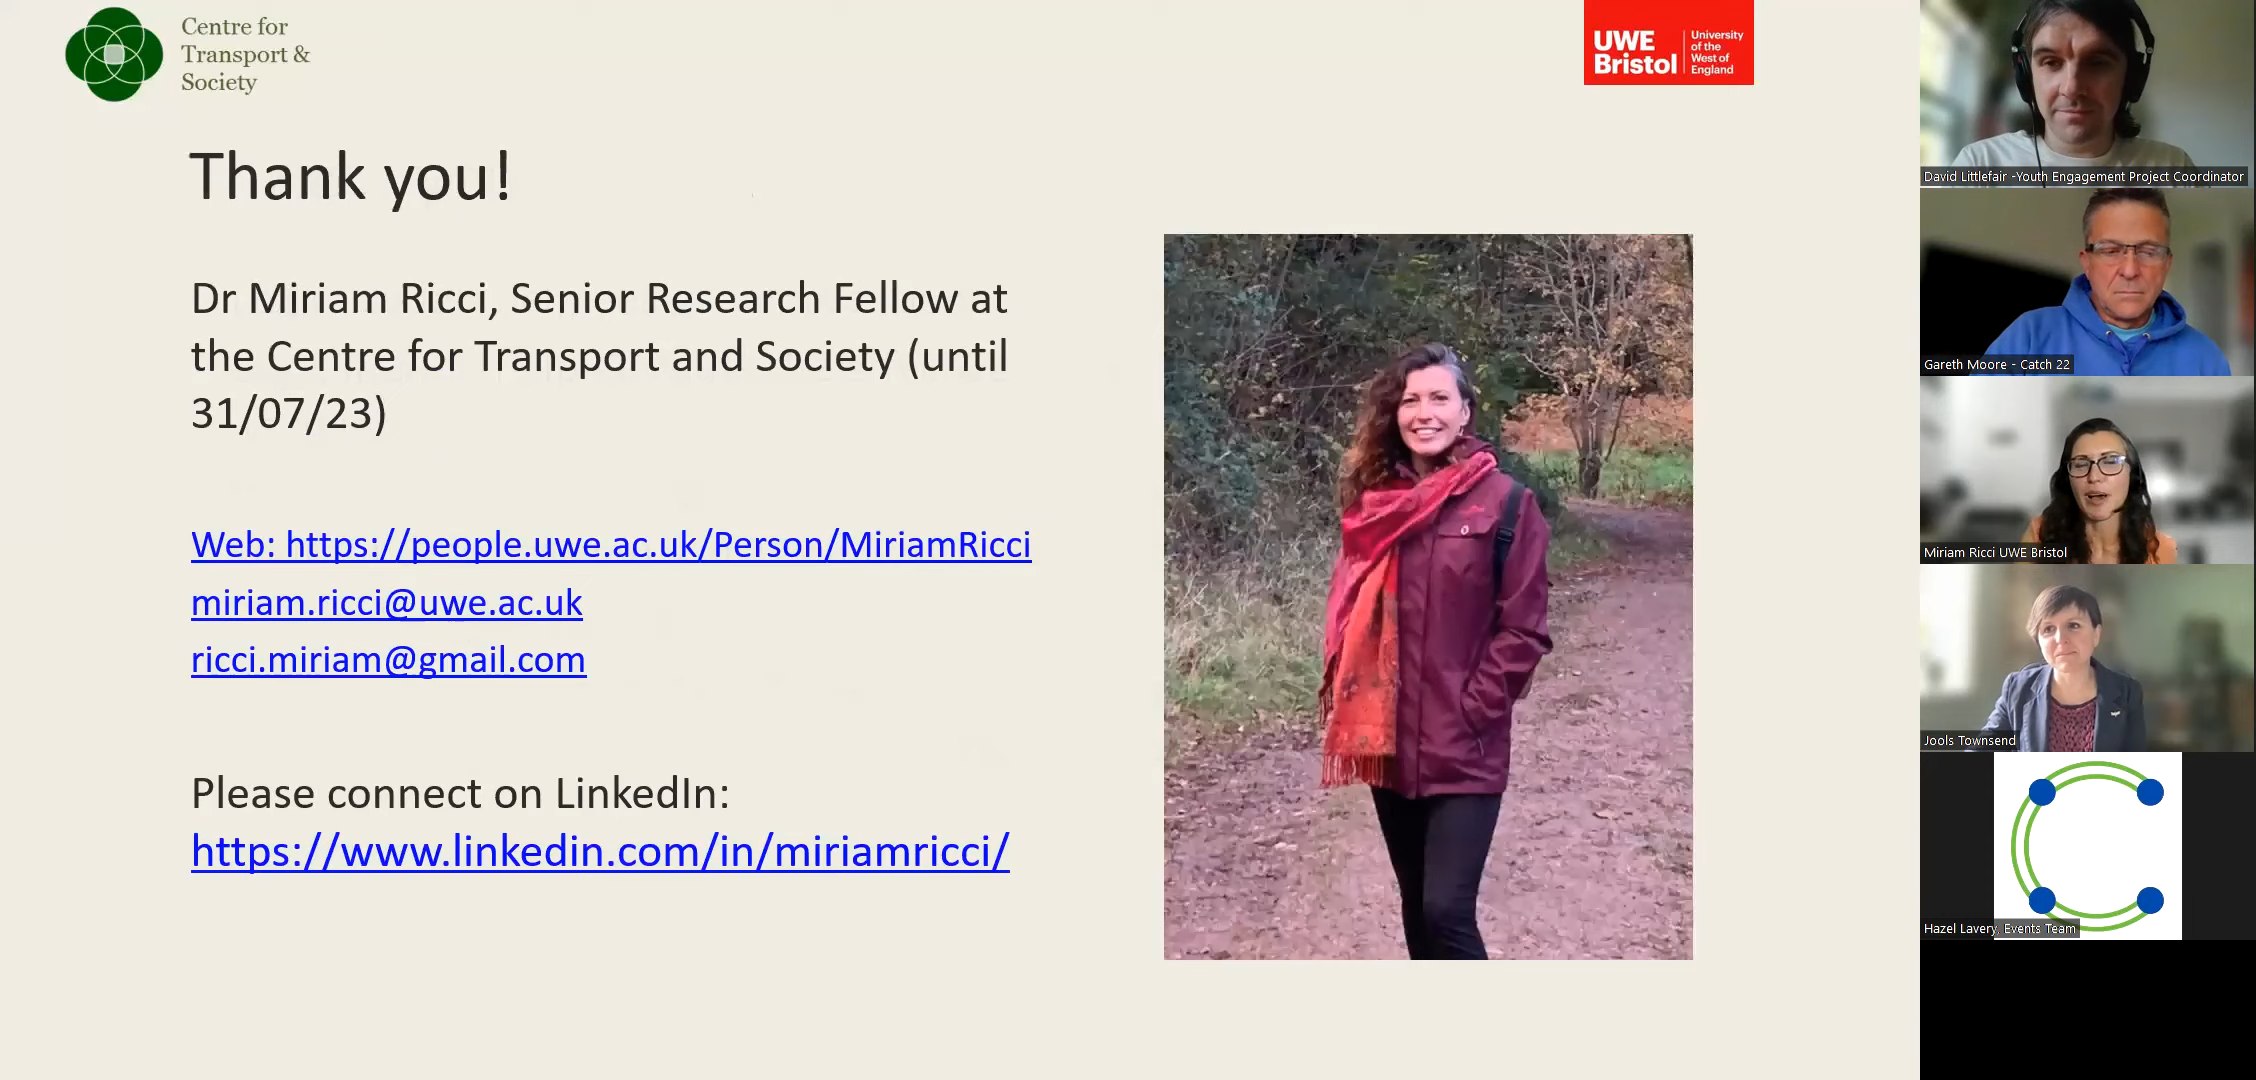 Centre for
Transport &
Society
UWE
Bristol
University
of the
West of
England
Thank you!
Dr Miriam Ricci, Senior Research Fellow at
the Centre for Transport and Society (until
31/07/23)
Web: https://people.uwe.ac.uk/Person/MiriamRicci
miriam.ricci@uwe.ac.uk
ricci.miriam@gmail.com
Please connect on LinkedIn:
https://www.linkedin.com/in/miriamricci/
David Littlefair -Youth Engagement Project Coordinator
Gareth Moore - Catch 22
Miriam Ricci UWE Bristol
Jools Townsend
Hazel Lavery, Events Team